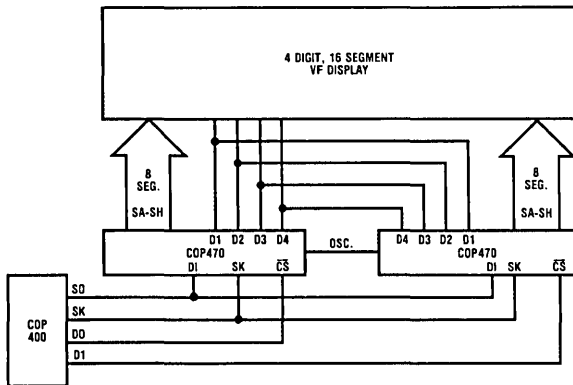 4 DIGIT, 16 SEGMENT
VF DISPLAY
8
SEG.
SA-SH
8
SEG.
SA-SH
D1 D2 D3 D4
COP470
DI SK CS
OSC.
D4 D3 D2 D1
COP470
DI SK CS
COP
400
SO
SK
DO
D1